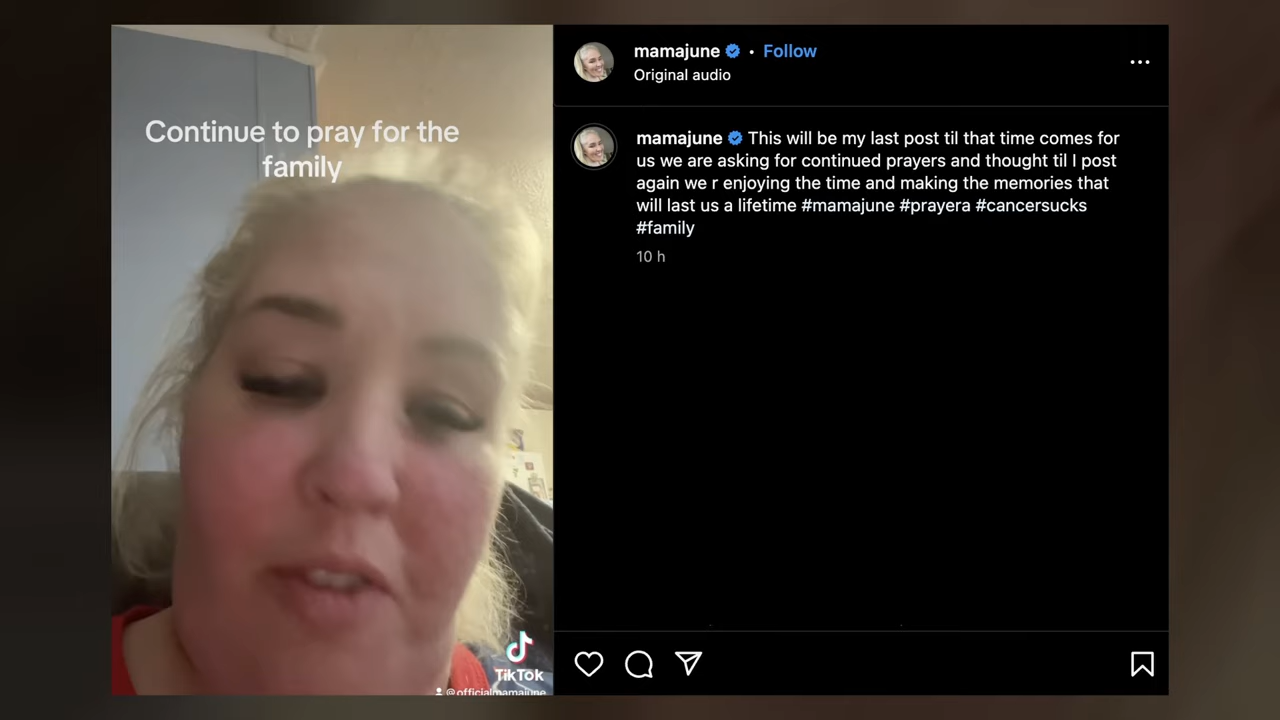 Continue to pray for the
family
TikTok
@officialmamajune
mamajune • Follow
Original audio
mamajune This will be my last post til that time comes for
us we are asking for continued prayers and thought til I post
again we r enjoying the time and making the memories that
will last us a lifetime #mamajune #prayera #cancersucks
#family
10 h